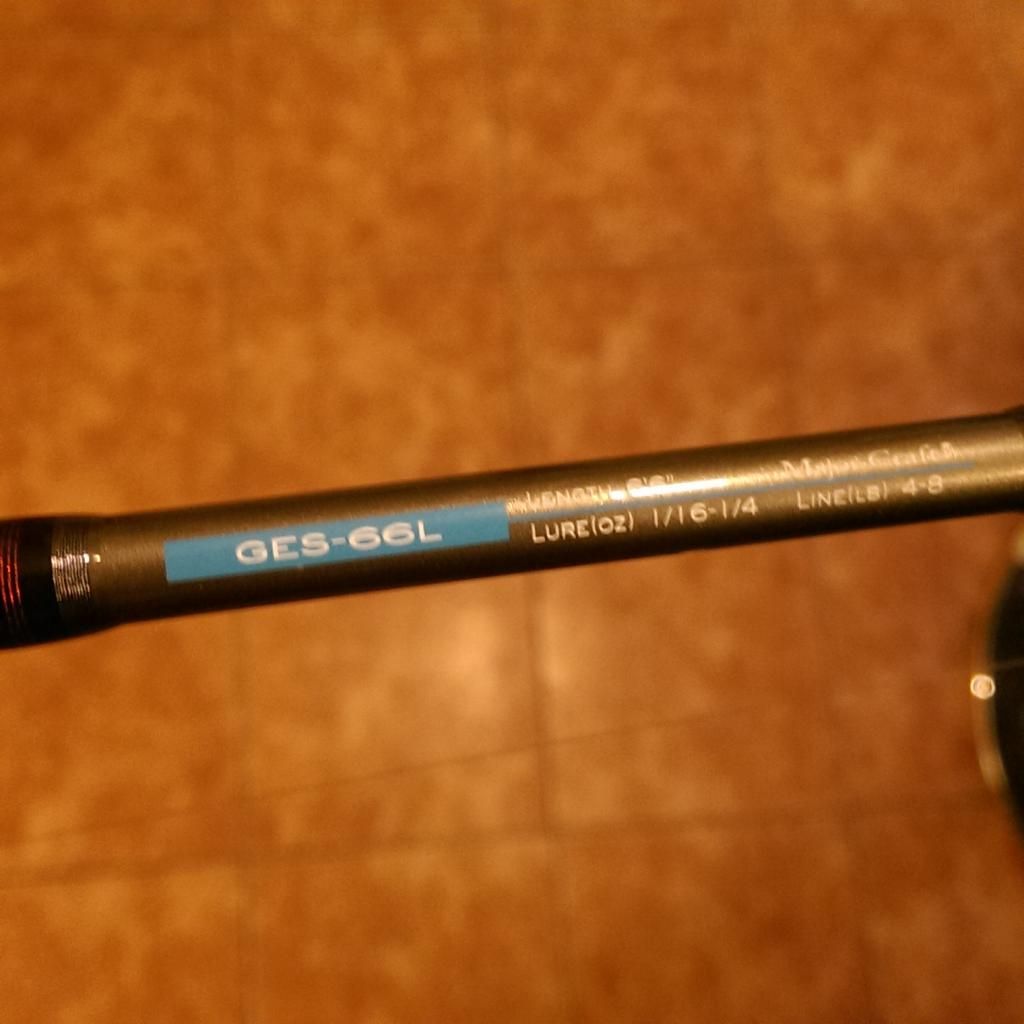 GES-66L
LENGTH 6'6" Major Craft
LURE(OZ) 1/16-1/4 LINE(LB) 4-8